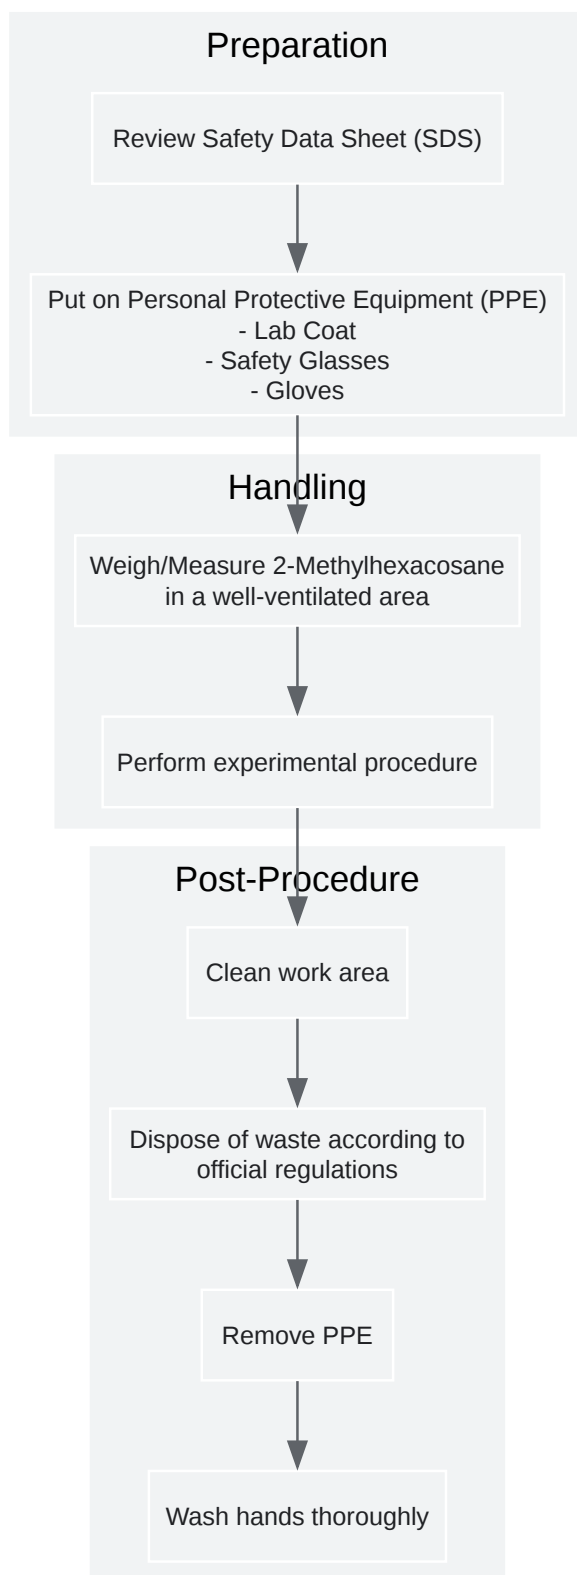 Preparation
Review Safety Data Sheet (SDS)
Put on Personal Protective Equipment (PPE)
- Lab Coat
- Safety Glasses
- Gloves
Handling
Weigh/Measure 2-Methylhexacosane
in a well-ventilated area
Perform experimental procedure
Post-Procedure
Clean work area
Dispose of waste according to
official regulations
Remove PPE
Wash hands thoroughly